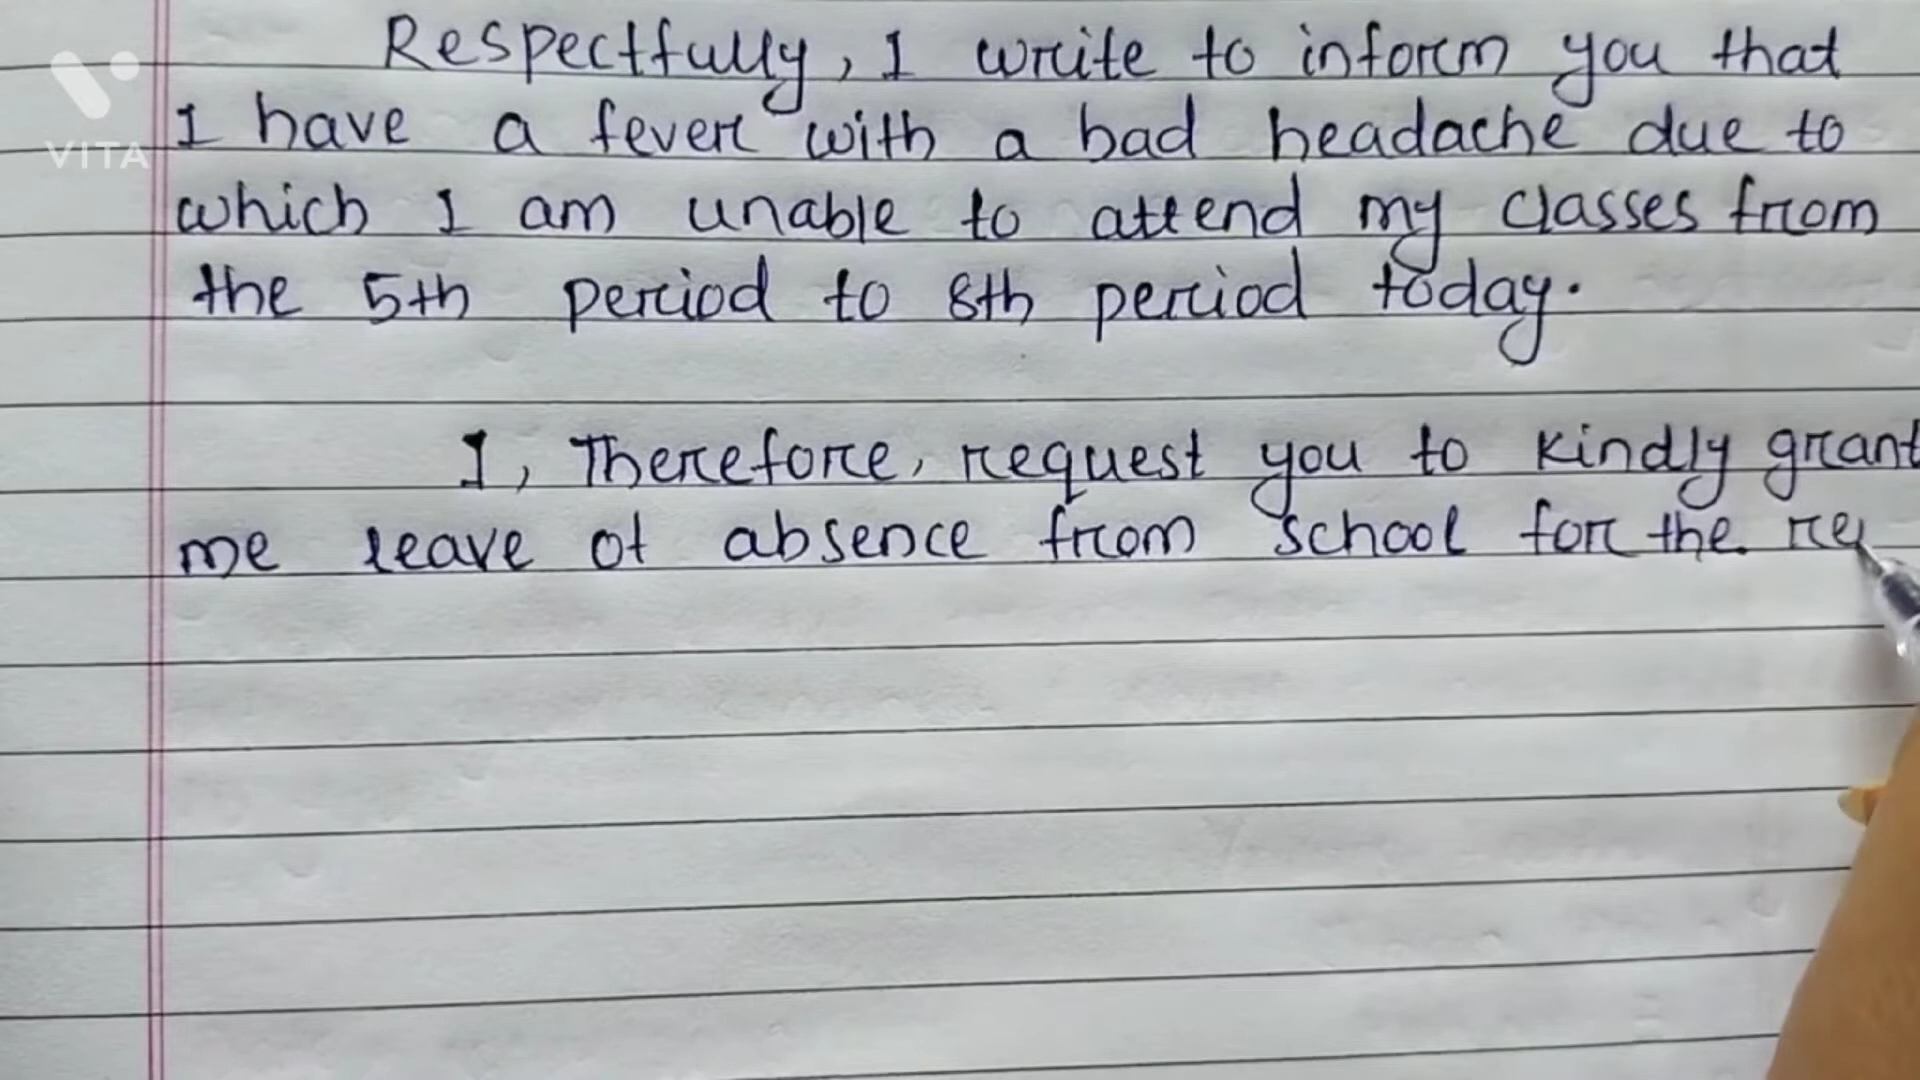 Respectfully, I write to inform you that
I have a fever with a bad headache due to
which I am unable to attend my classes from
the 5th period to 8th period today.
I, Therefore, request you to kindly grant
me leave of absence from school for the re
VITA